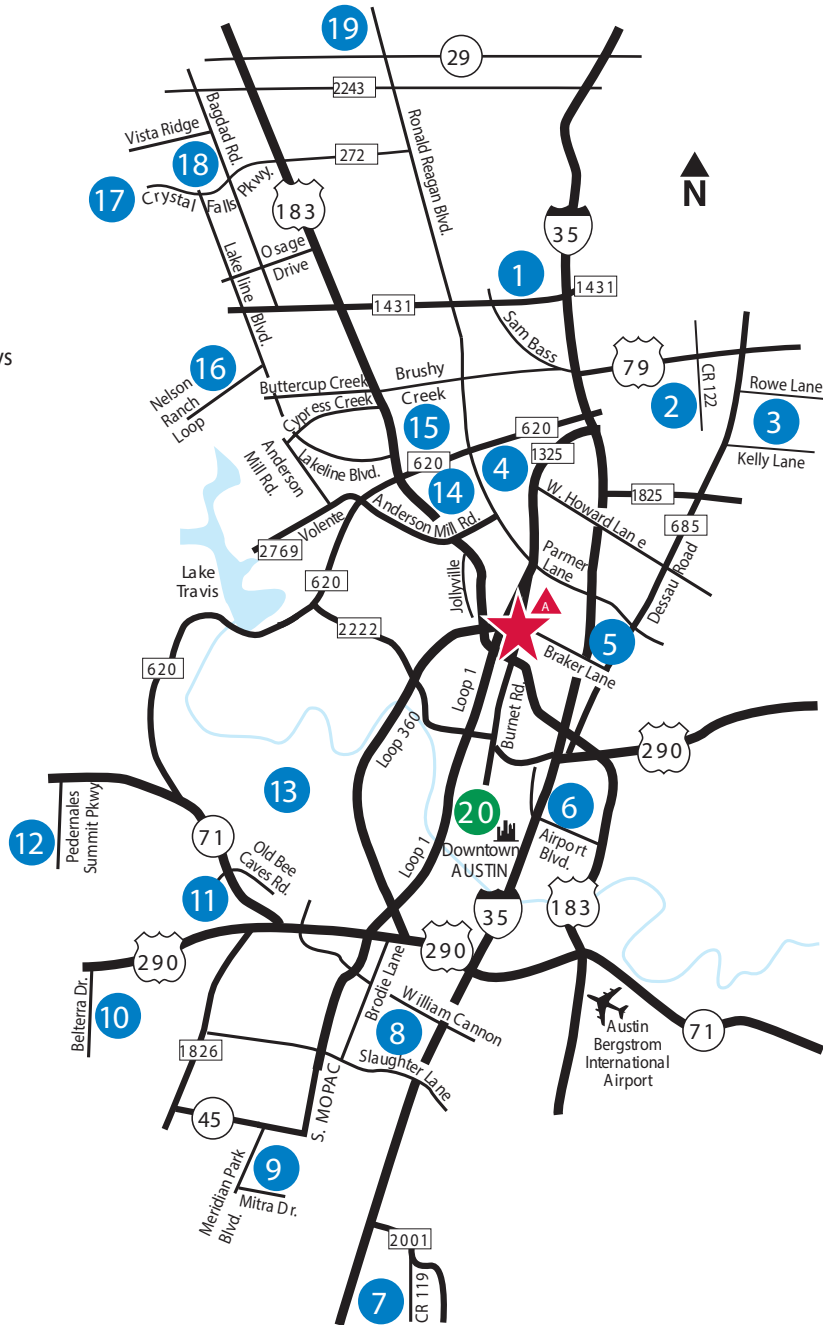 19
29
2243
Bagdad Rd.
Ronald Reagan Blvd.
Vista Ridge
18
272
17
Crystal Falls Pkwy.
183
N
35
Osage
Drive
1
1431
1431
Lakeline Blvd.
Sam Bass
ys
79
16
Brushy
Creek
Buttercup Creek
CR 122
Rowe Lane
Nelson
Ranch
Loop
Cypress Creek
2
3
15
620
Kelly Lane
Anderson
Mill Rd.
Lakeline Blvd.
620
4
1325
14
W. Howard Lane
1825
Volente
Anderson Mill Rd.
685
2769
Parmer
Lane
Lake
Travis
620
Jollyville
Dessau Road
A
2222
5
620
Braker Lane
Loop 1
Burnet Rd.
Loop 360
290
13
Pedernales
Summit Pkwy
20
6
12
71
Airport
Blvd.
Old Bee
Caves Rd.
Loop 1
Downtown
AUSTIN
11
183
35
290
290
Belterra Dr.
Brodie Lane
10
William Cannon
8
71
Austin
Bergstrom
International
Airport
1826
Slaughter Lane
S. MOPAC
45
9
Meridian Park
Blvd.
Mitra Dr.
2001
7
CR 119